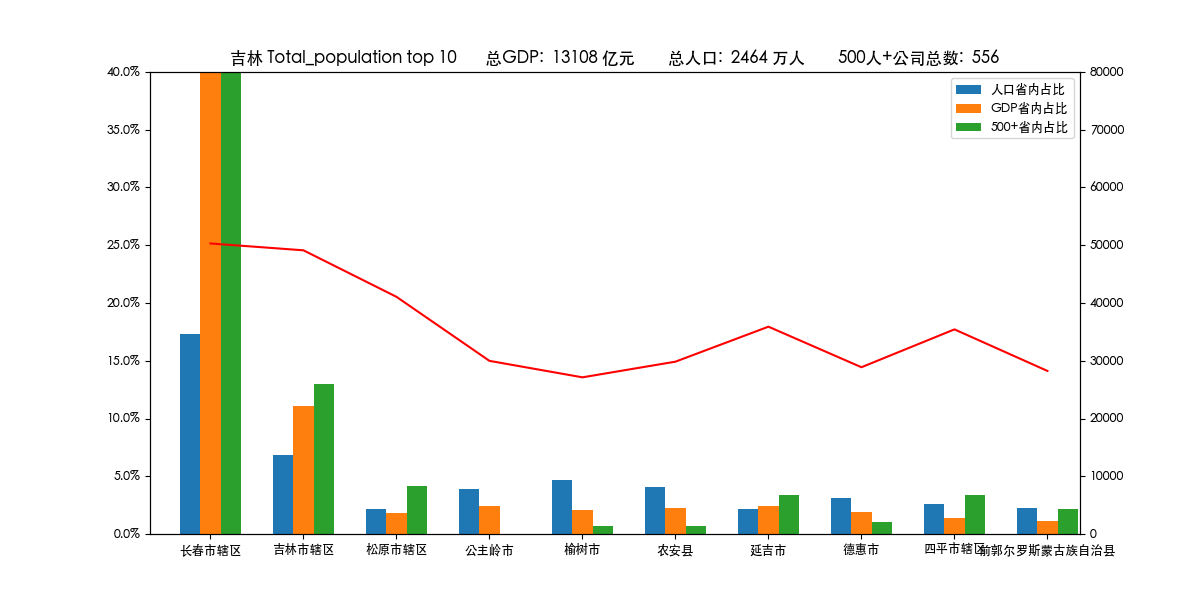 吉林 Total_population top 10 总GDP: 13108 亿元 总人口: 2464 万人 500人+公司总数: 556
人口省内占比
GDP省内占比
500+省内占比
40.0%
35.0%
30.0%
25.0%
20.0%
15.0%
10.0%
5.0%
0.0%
80000
70000
60000
50000
40000
30000
20000
10000
0
长春市辖区
吉林市辖区
松原市辖区
公主岭市
榆树市
农安县
延吉市
德惠市
四平市辖区
前郭尔罗斯蒙古族自治县